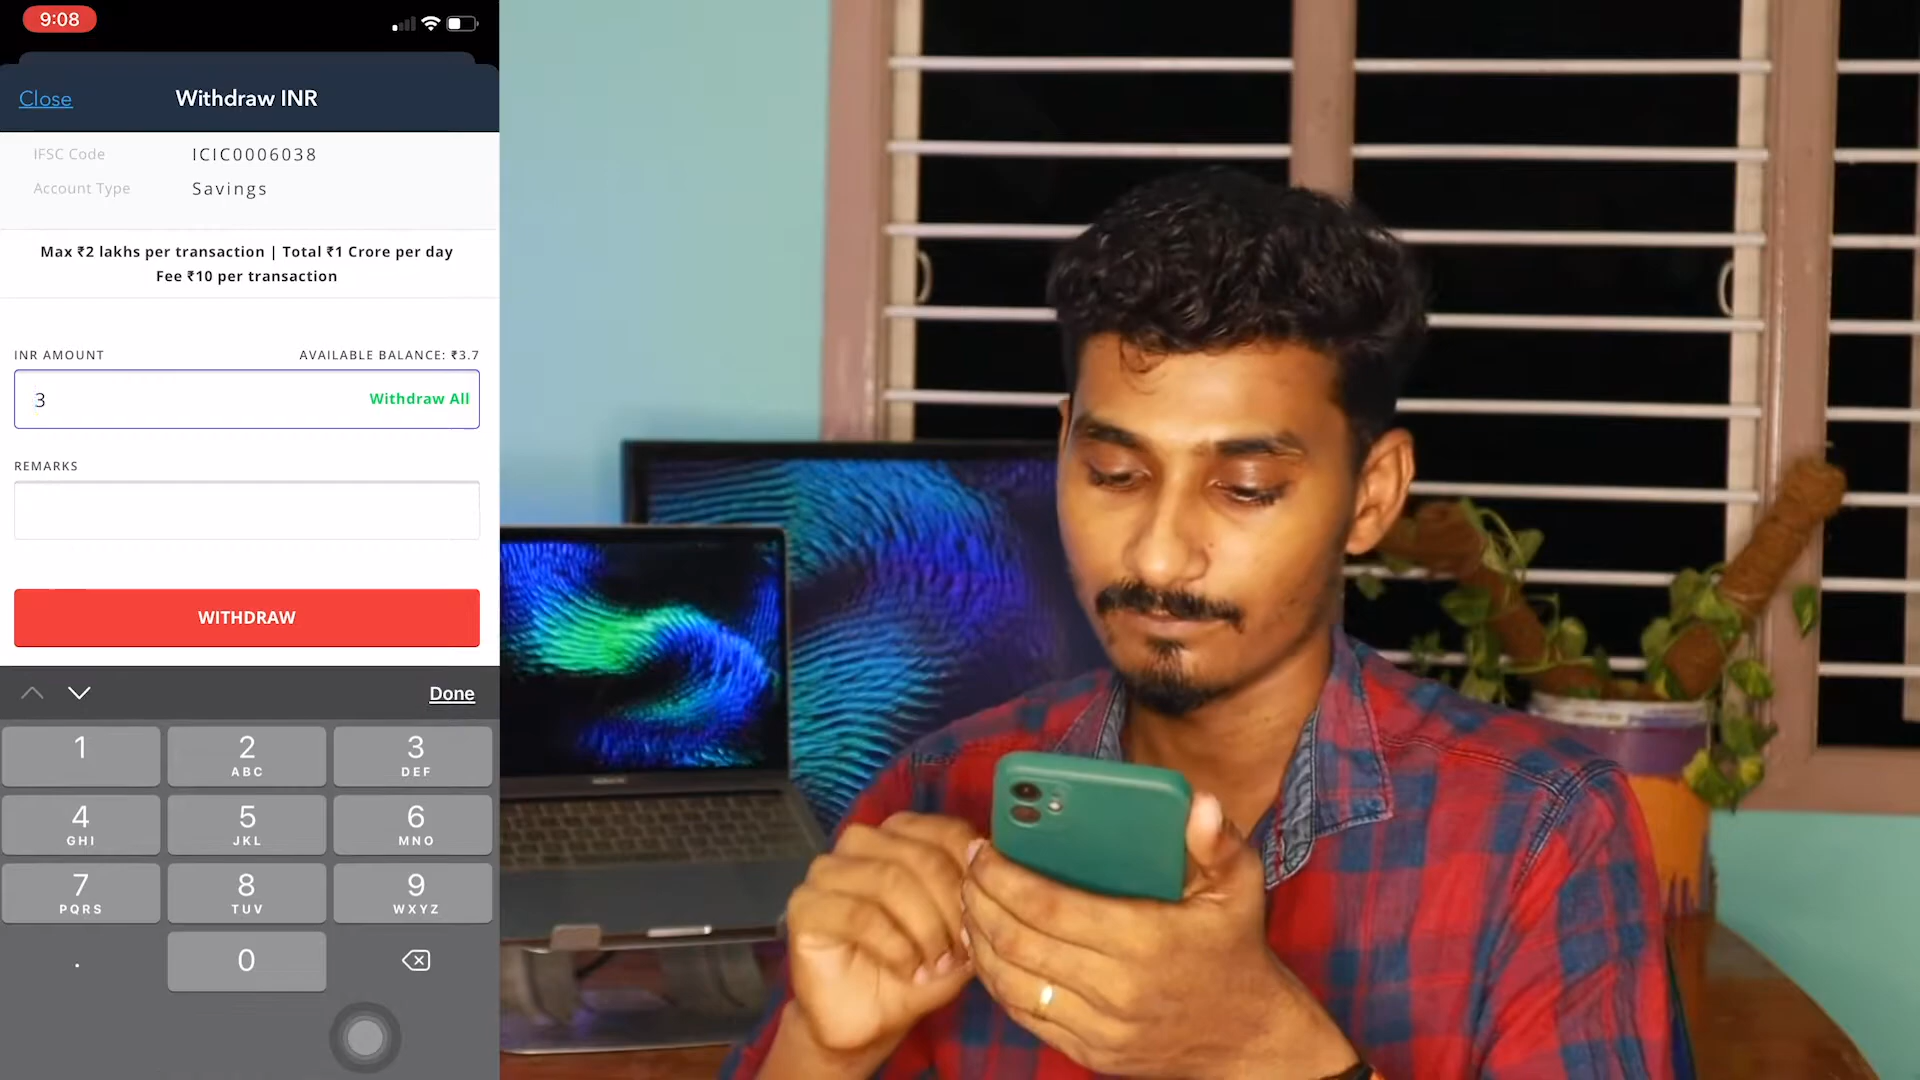 9:08
Close
Withdraw INR
IFSC Code ICIC0006038
Account Type Savings
Max ₹2 lakhs per transaction | Total ₹1 Crore per day
Fee ₹10 per transaction
INR AMOUNT AVAILABLE BALANCE: ₹3.7
3 Withdraw All
REMARKS
WITHDRAW
Done
1 2 3
ABC DEF
4 5 6
GHI JKL MNO
7 8 9
PQRS TUV WXYZ
. 0